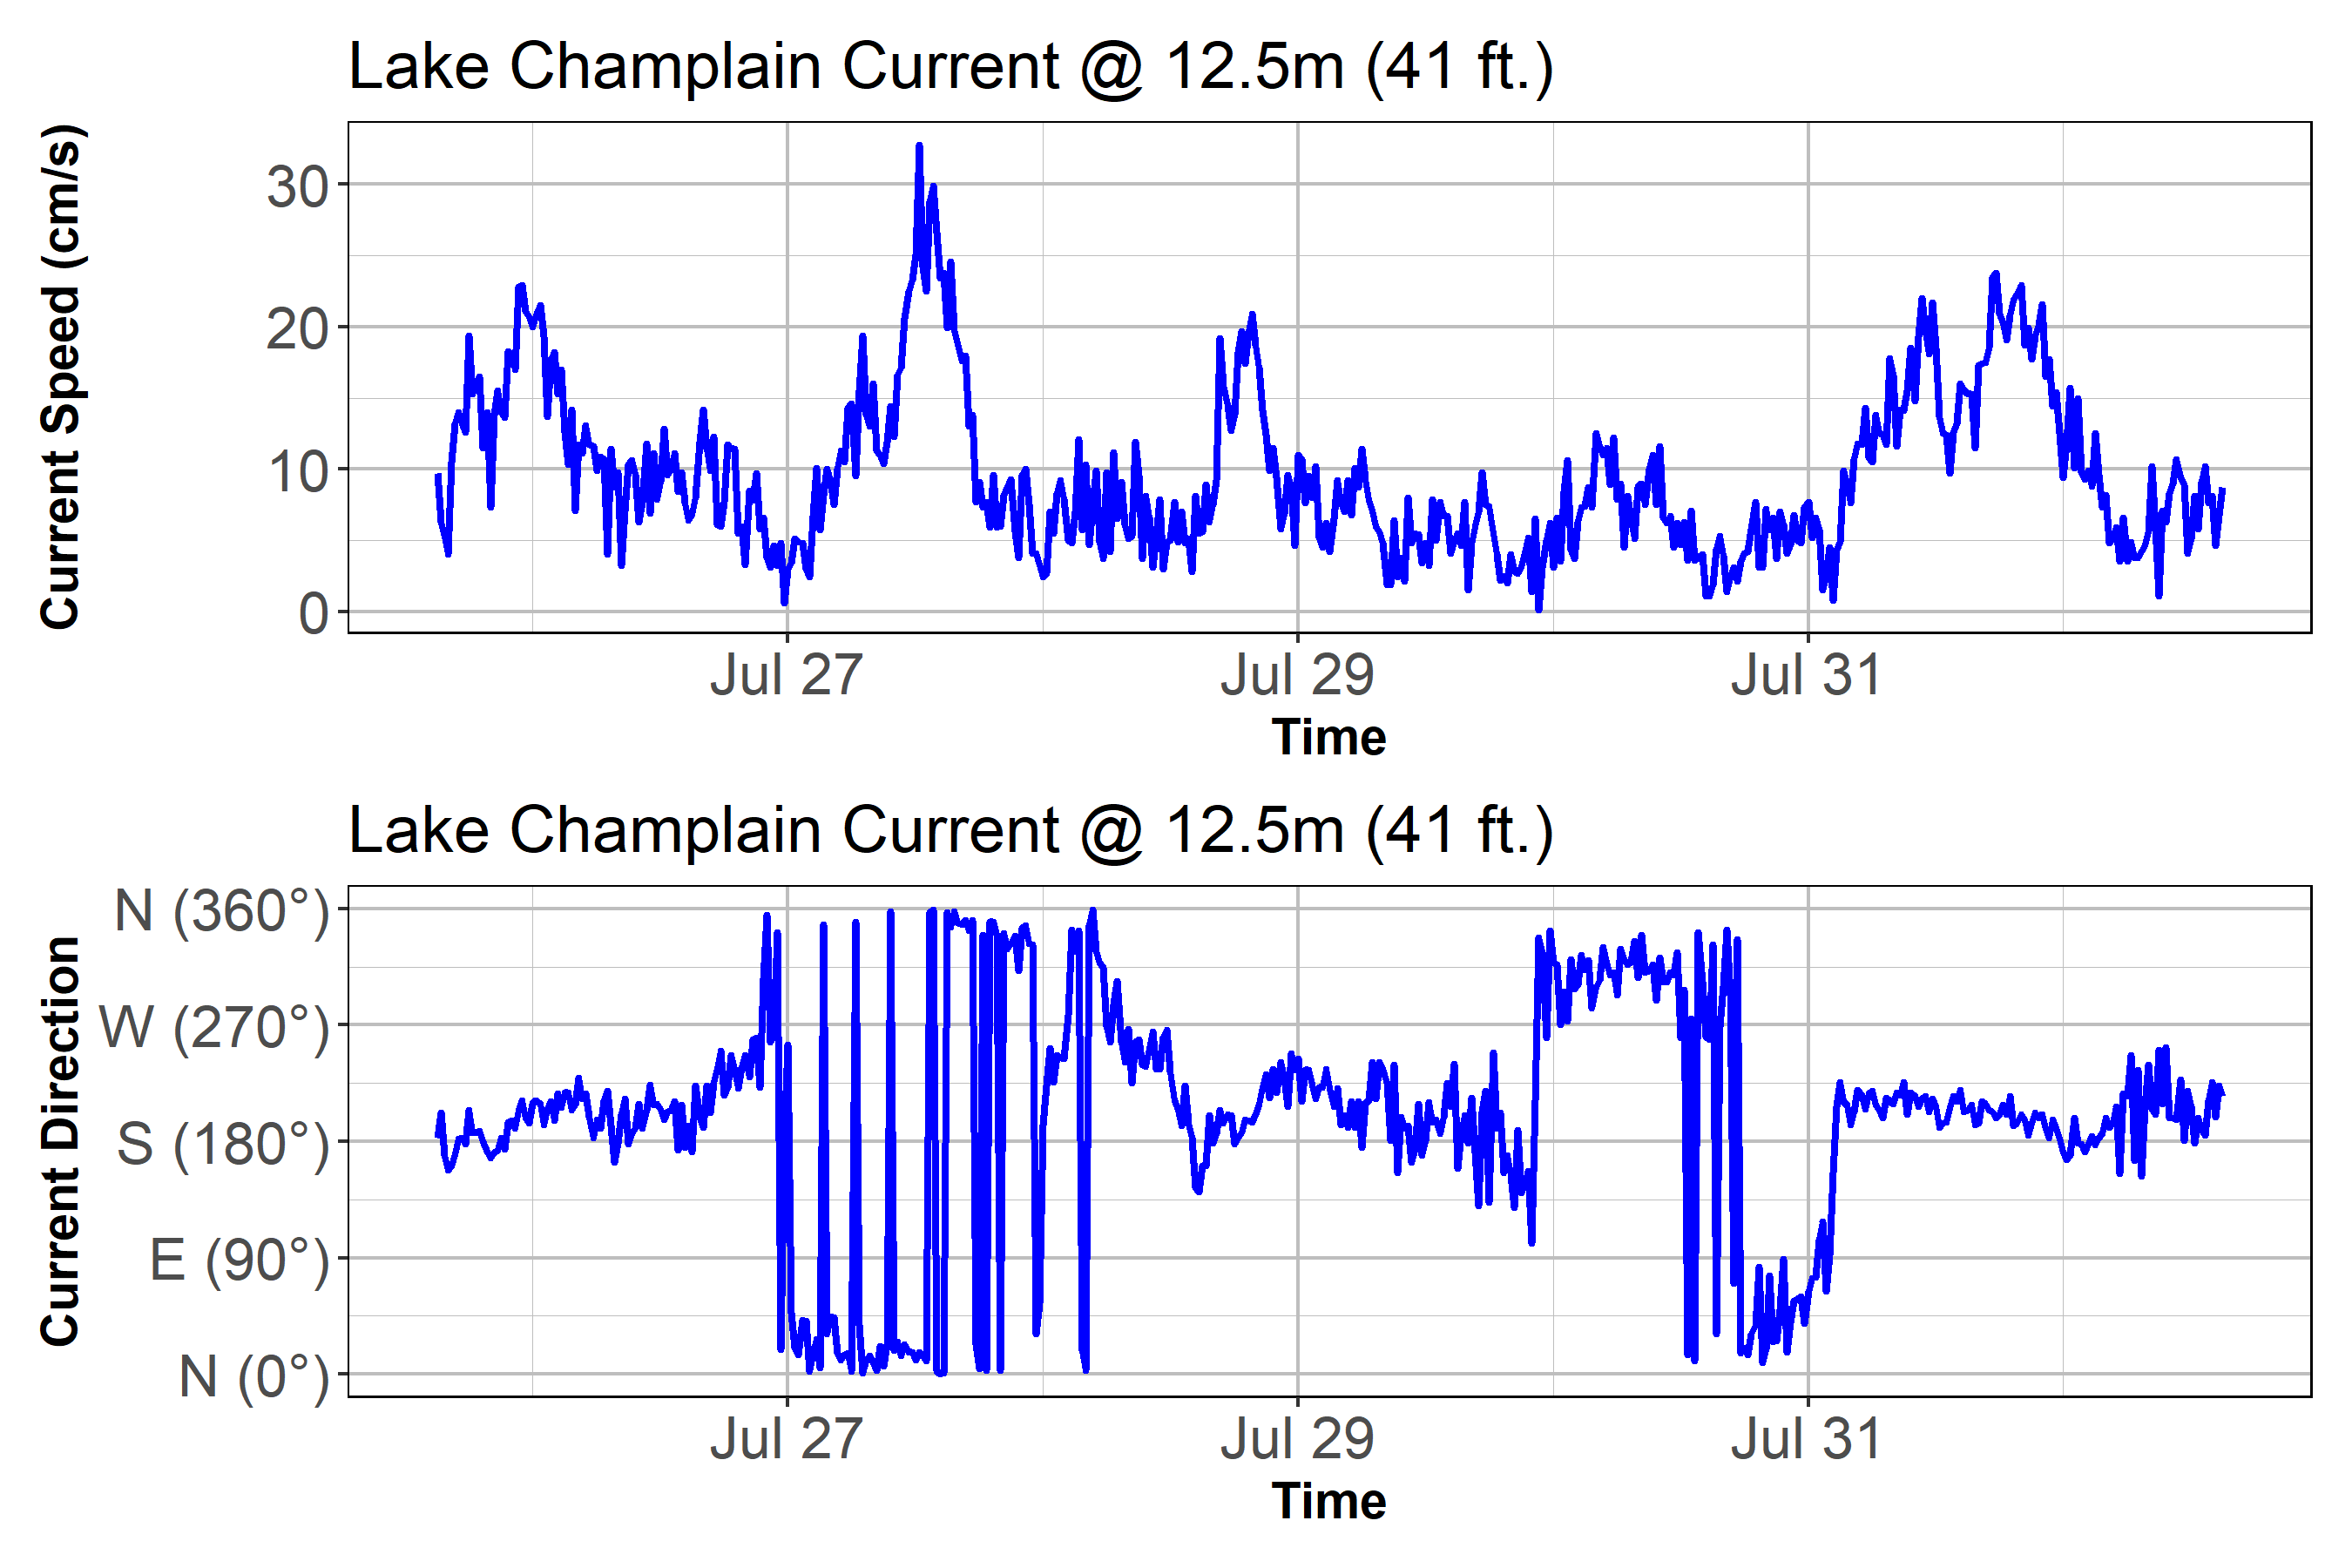 Lake Champlain Current @ 12.5m (41 ft.)
Current Speed (cm/s)
30
20
10
0
Jul 27 Jul 29 Jul 31
Time
Lake Champlain Current @ 12.5m (41 ft.)
Current Direction
N (360°)
W (270°)
S (180°)
E (90°)
N (0°)
Jul 27 Jul 29 Jul 31
Time